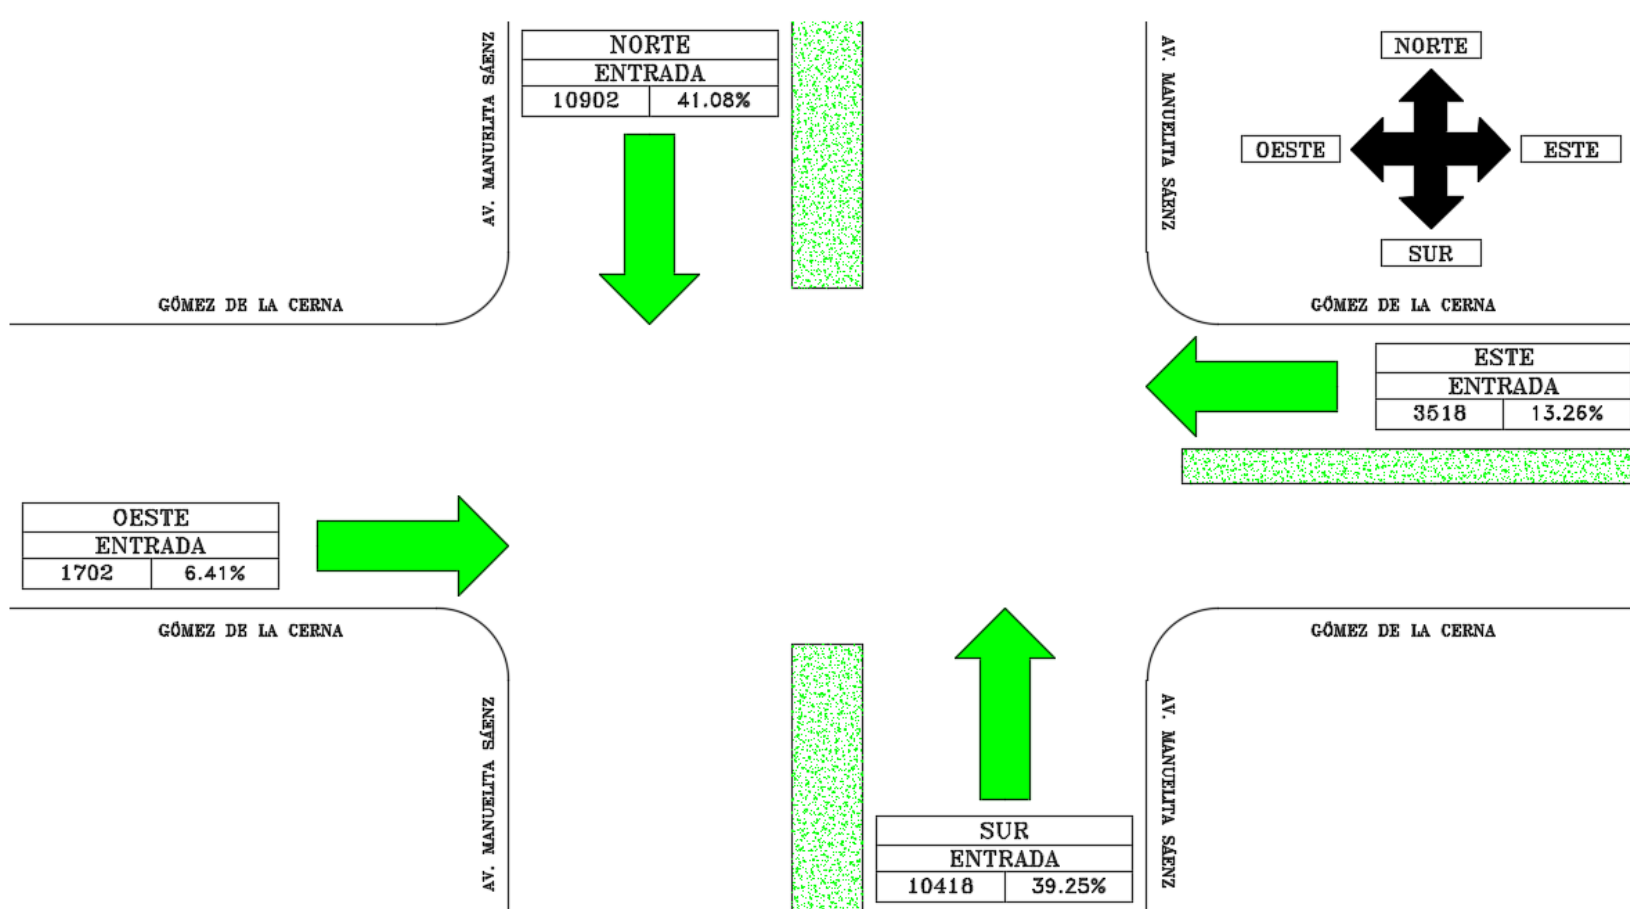 AV. MANUELITA SÁENZ
NORTE
ENTRADA
10902 41.08%
AV. MANUELITA SÁENZ
NORTE
OESTE
ESTE
SUR
GÓMEZ DE LA CERNA
GÓMEZ DE LA CERNA
ESTE
ENTRADA
3518 13.26%
OESTE
ENTRADA
1702 6.41%
GÓMEZ DE LA CERNA
GÓMEZ DE LA CERNA
AV. MANUELITA SÁENZ
AV. MANUELITA SÁENZ
SUR
ENTRADA
10418 39.25%